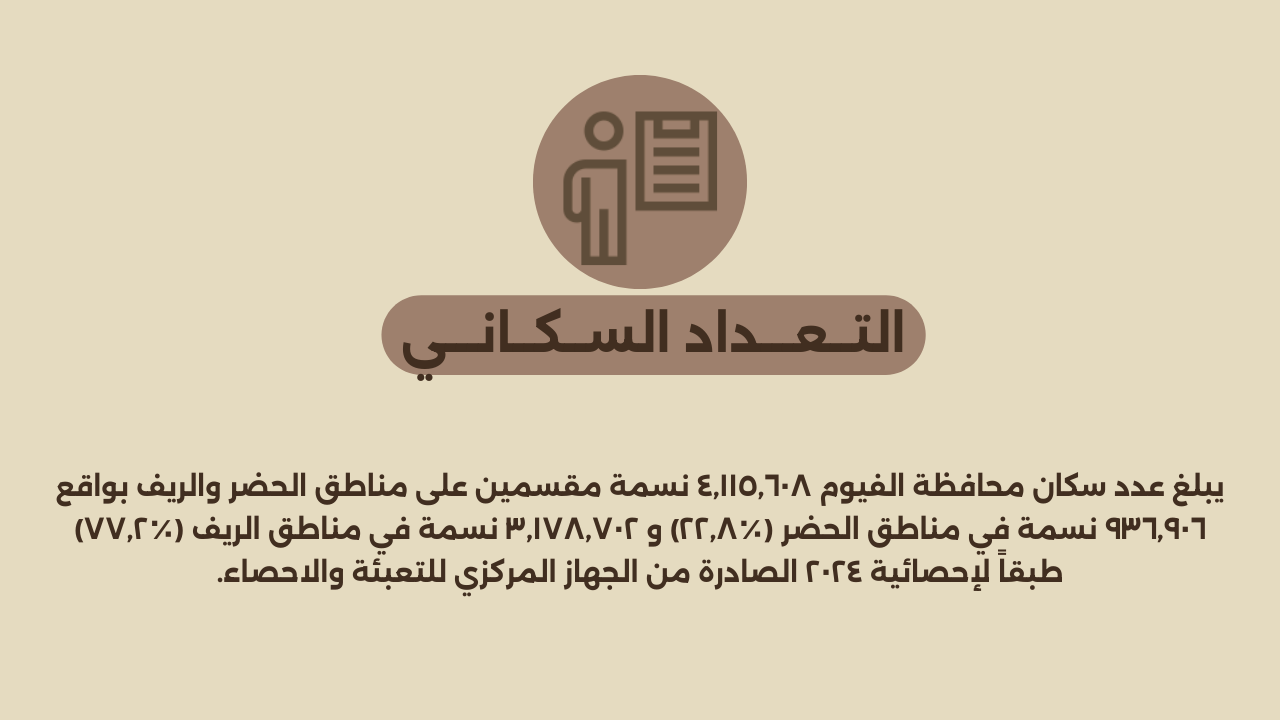 التـــعـــداد الســـكـــانـــي
يبلغ عدد سكان محافظة الفيوم ٤,١١٥,٦٠٨ نسمة مقسمين على مناطق الحضر والريف بواقع
٩٣٦,٩٠٦ نسمة في مناطق الحضر (٢٢,٨٪) و ٣,١٧٨,٧٠٢ نسمة في مناطق الريف (٧٧,٢٪)
طبقاً لإحصائية ٢٠٢٤ الصادرة من الجهاز المركزي للتعبئة والاحصاء.